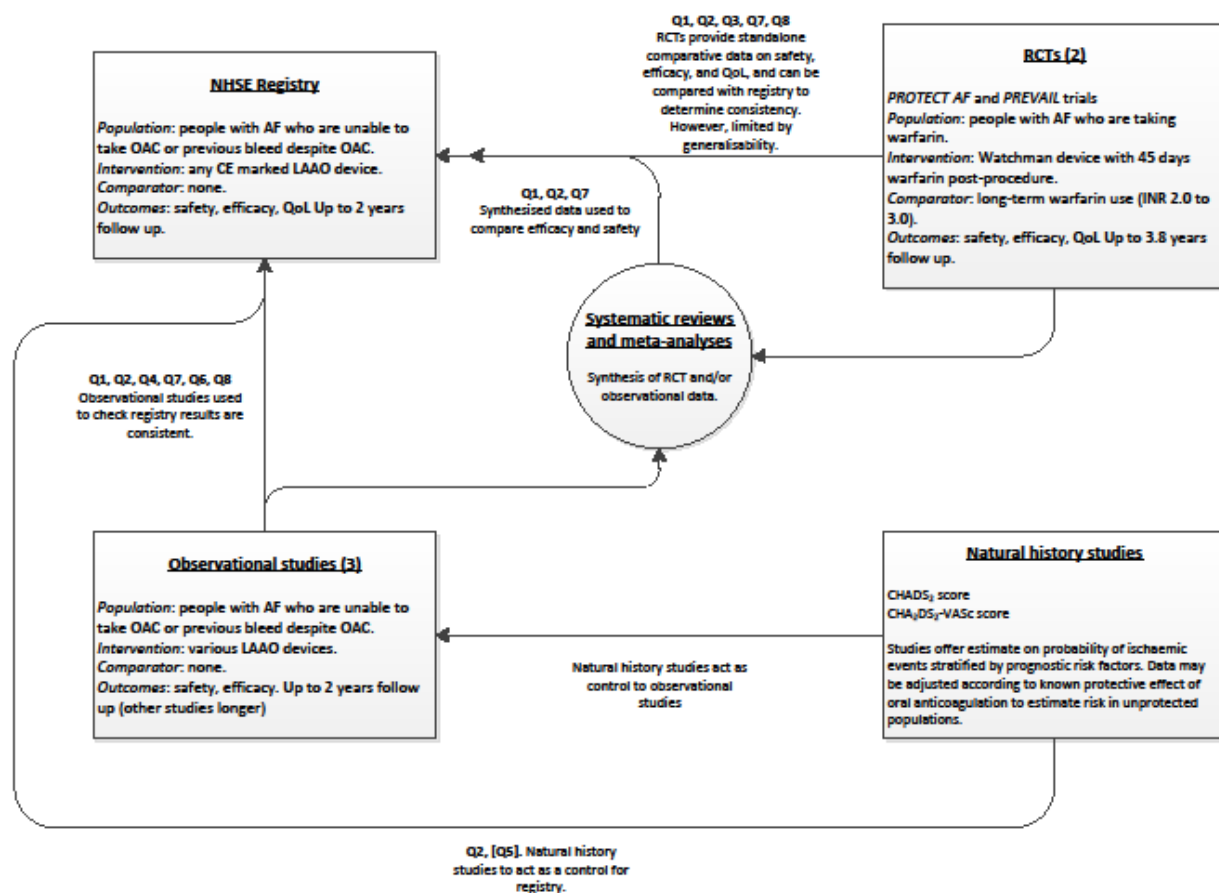 Q1, Q2, Q3, Q7, Q8
RCTs provide standalone
comparative data on safety,
efficacy, and QoL, and can be
compared with registry to
determine consistency.
However, limited by
generalisability.
NHSE Registry
Population: people with AF who are unable to
take OAC or previous bleed despite OAC.
Intervention: any CE marked LAAO device.
Comparator: none.
Outcomes: safety, efficacy, QoL Up to 2 years
follow up.
RCTs (2)
PROTECT AF and PREVAIL trials
Population: people with AF who are taking
warfarin.
Intervention: Watchman device with 45 days
warfarin post-procedure.
Comparator: long-term warfarin use (INR 2.0 to
3.0).
Outcomes: safety, efficacy, QoL Up to 3.8 years
follow up.
Q1, Q2, Q7
Synthesised data used to
compare efficacy and safety
Systematic reviews
and meta-analyses
Synthesis of RCT and/or
observational data.
Q1, Q2, Q4, Q7, Q6, Q8
Observational studies used
to check registry results are
consistent.
Observational studies (3)
Population: people with AF who are unable to
take OAC or previous bleed despite OAC.
Intervention: various LAAO devices.
Comparator: none.
Outcomes: safety, efficacy. Up to 2 years follow
up (other studies longer)
Natural history studies act as
control to observational
studies
Natural history studies
CHADS₂ score
CHA₂DS₂-VASc score
Studies offer estimate on probability of ischaemic
events stratified by prognostic risk factors. Data may
be adjusted according to known protective effect of
oral anticoagulation to estimate risk in unprotected
populations.
Q2, [Q5]. Natural history
studies to act as a control for
registry.